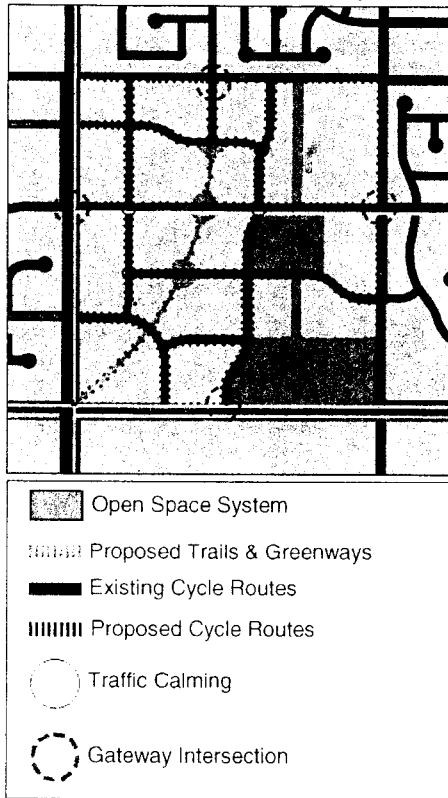 Open Space System
Proposed Trails & Greenways
Existing Cycle Routes
Proposed Cycle Routes
Traffic Calming
Gateway Intersection